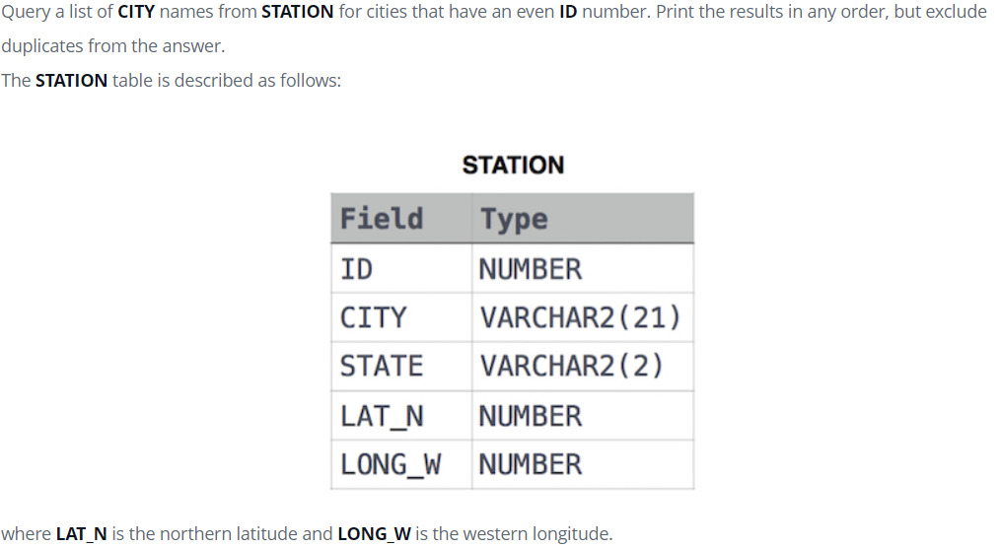 Query a list of CITY names from STATION for cities that have an even ID number. Print the results in any order, but exclude
duplicates from the answer.
The STATION table is described as follows:
STATION
Field Type
ID NUMBER
CITY VARCHAR2(21)
STATE VARCHAR2(2)
LAT_N NUMBER
LONG_W NUMBER
where LAT_N is the northern latitude and LONG_W is the western longitude.